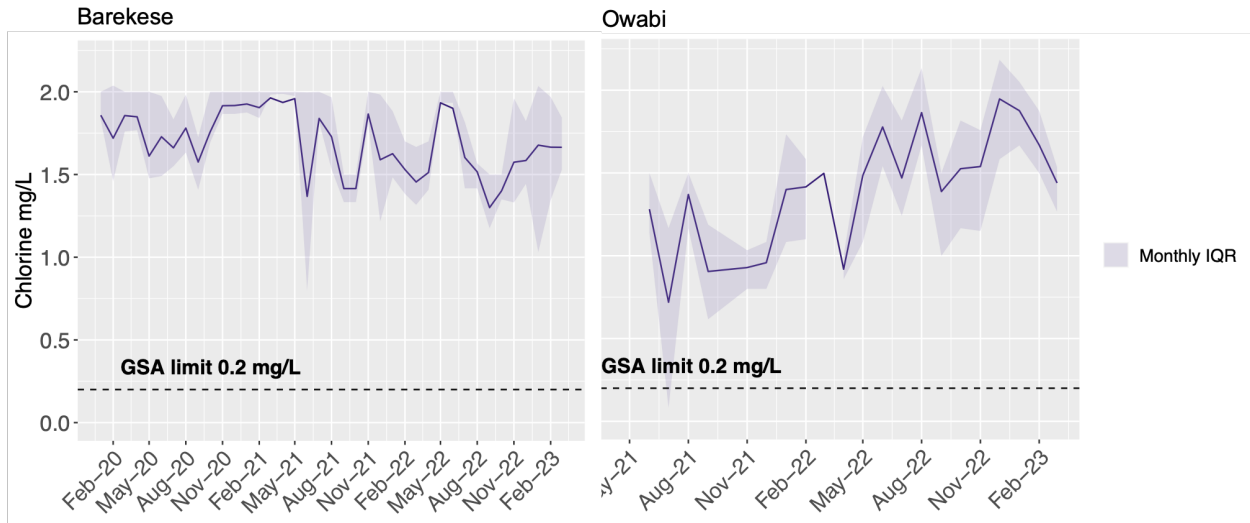 Barekese
Owabi
Chlorine mg/L
2.0
1.5
1.0
0.5
0.0
GSA limit 0.2 mg/L
GSA limit 0.2 mg/L
Feb–20
May–20
Aug–20
Nov–20
Feb–21
May–21
Aug–21
Nov–21
Feb–22
May–22
Aug–22
Nov–22
Feb–23
y–21
Aug–21
Nov–21
Feb–22
May–22
Aug–22
Nov–22
Feb–23
Monthly IQR